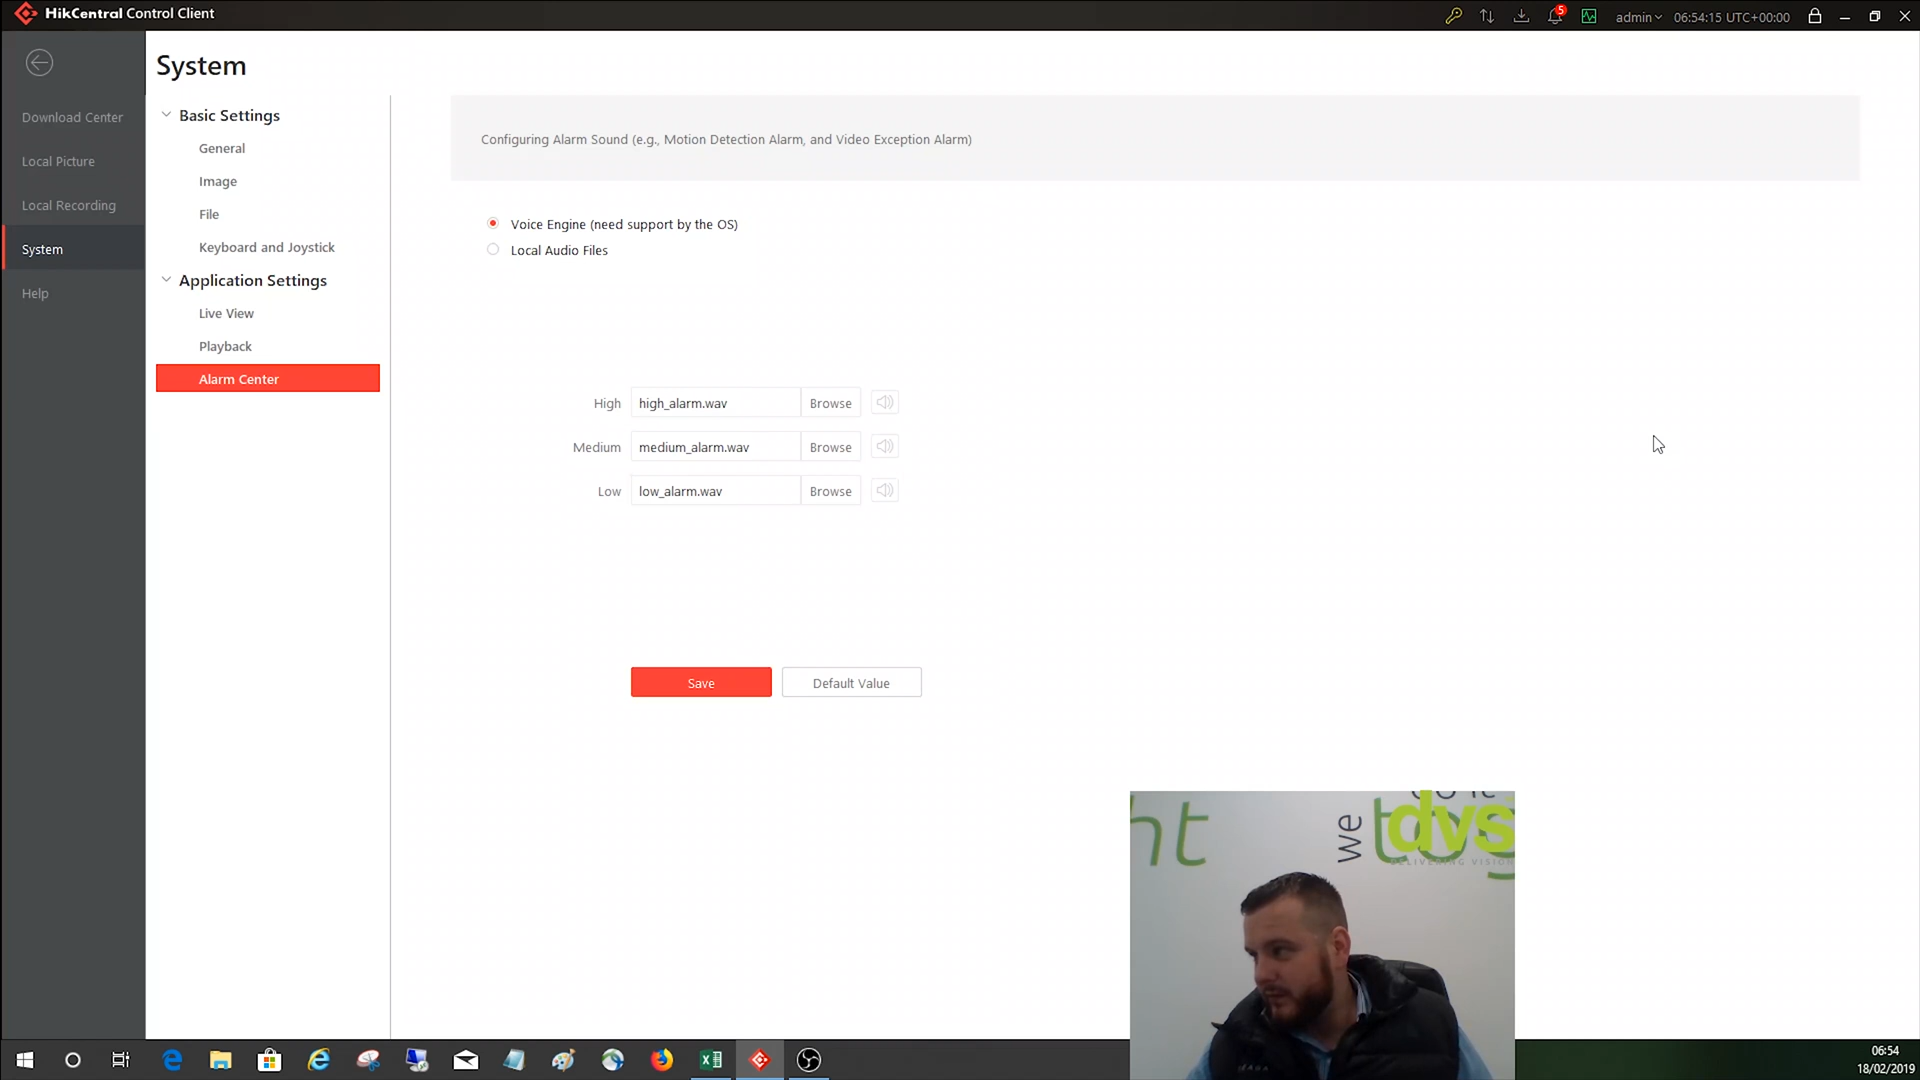 HikCentral Control Client
5
admin
06:54:15 UTC+00:00
System
Download Center
Local Picture
Local Recording
System
Help
Basic Settings
General
Image
File
Keyboard and Joystick
Application Settings
Live View
Playback
Alarm Center
Configuring Alarm Sound (e.g., Motion Detection Alarm, and Video Exception Alarm)
Voice Engine (need support by the OS)
Local Audio Files
High high_alarm.wav Browse
Medium medium_alarm.wav Browse
Low low_alarm.wav Browse
Save Default Value
we
dvs
DELIVERING VISION
06:54
18/02/2019